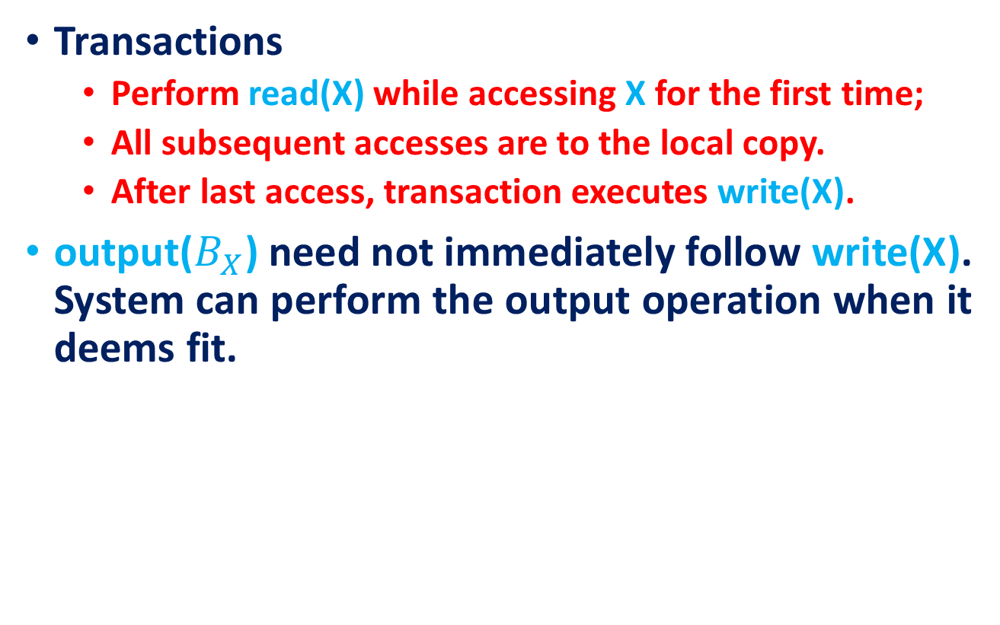 • Transactions
• Perform read(X) while accessing X for the first time;
• All subsequent accesses are to the local copy.
• After last access, transaction executes write(X).
• output(𝐵𝑋) need not immediately follow write(X).
System can perform the output operation when it
deems fit.